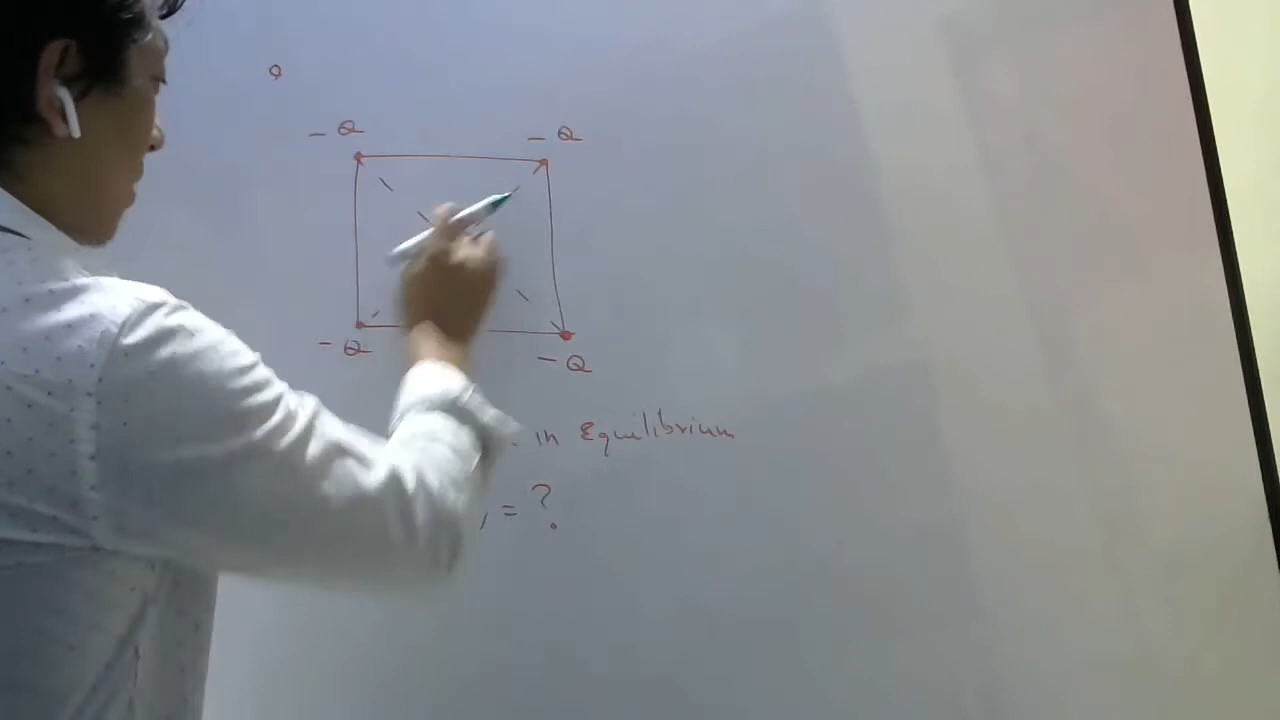 - Q - Q
- Q - Q
in Equilibrium
= ?